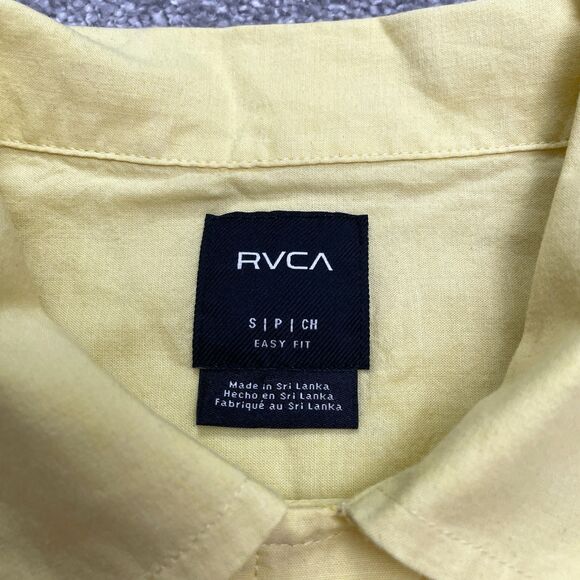 RVCA
S | P | CH
EASY FIT
Made in Sri Lanka
Hecho en Sri Lanka
Fabriqué au Sri Lanka